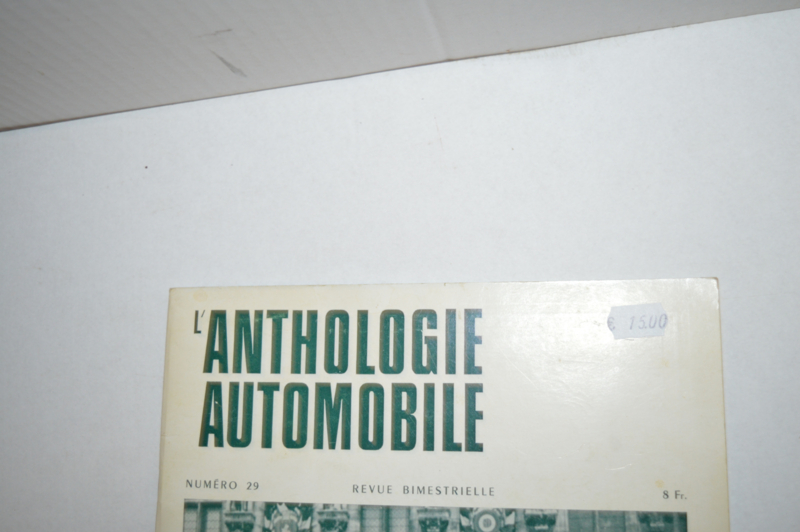 L'ANTHOLOGIE
AUTOMOBILE
€ 15.00
NUMÉRO 29 REVUE BIMESTRIELLE 8 Fr.